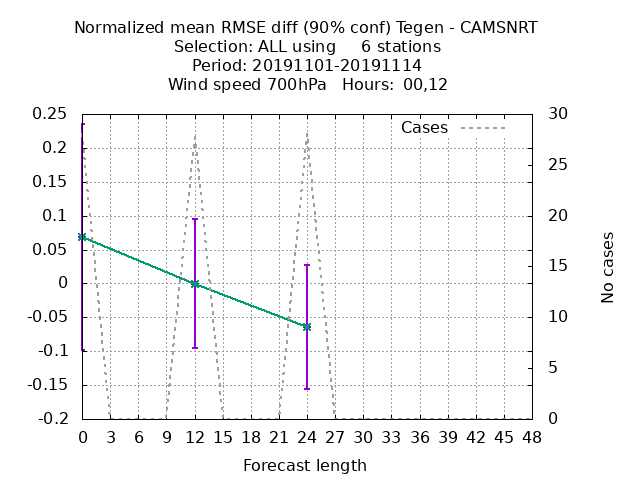 Normalized mean RMSE diff (90% conf) Tegen - CAMSNRT
Selection: ALL using     6 stations
Period: 20191101-20191114
Wind speed 700hPa   Hours:  00,12
Cases
0.25
0.2
0.15
0.1
0.05
0
-0.05
-0.1
-0.15
-0.2
30
25
20
15
10
5
0
No cases
0 3 6 9 12 15 18 21 24 27 30 33 36 39 42 45 48
Forecast length